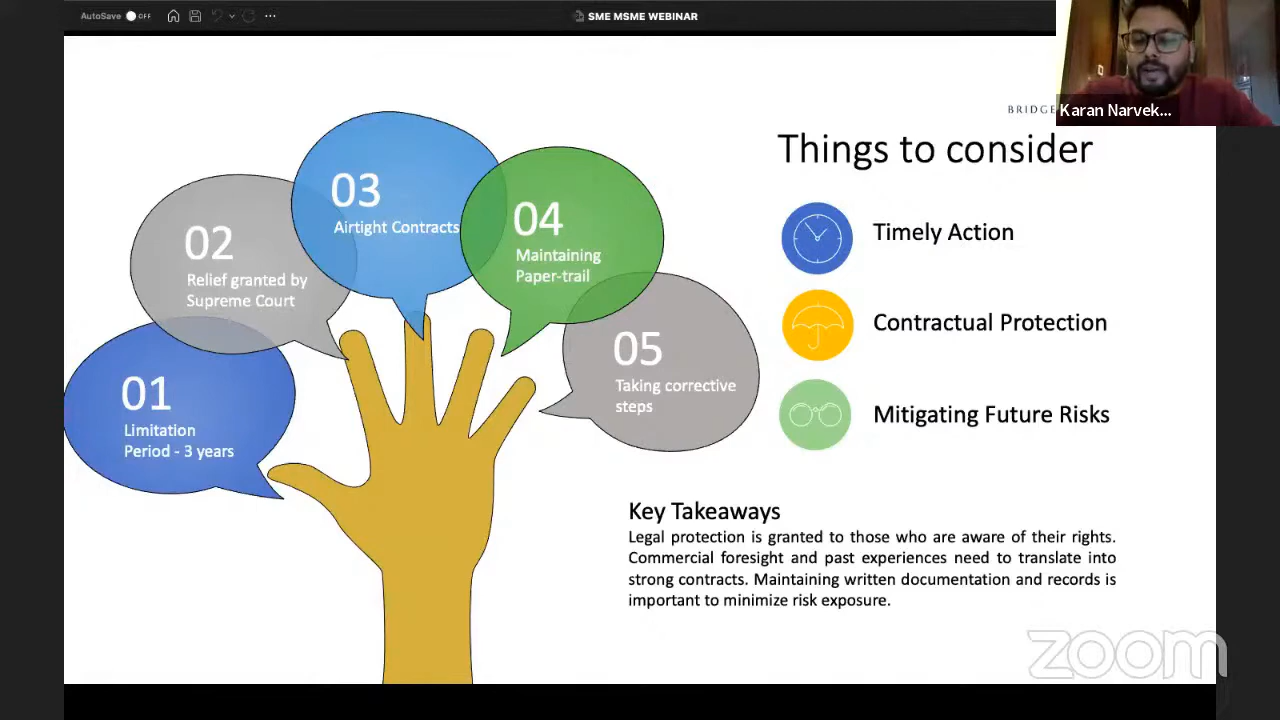 AutoSave OFF
SME MSME WEBINAR
BRIDGE
Karan Narvek...
Things to consider
Timely Action
Contractual Protection
Mitigating Future Risks
01
Limitation
Period - 3 years
02
Relief granted by
Supreme Court
03
Airtight Contracts
04
Maintaining
Paper-trail
05
Taking corrective
steps
Key Takeaways
Legal protection is granted to those who are aware of their rights.
Commercial foresight and past experiences need to translate into
strong contracts. Maintaining written documentation and records is
important to minimize risk exposure.
zoom